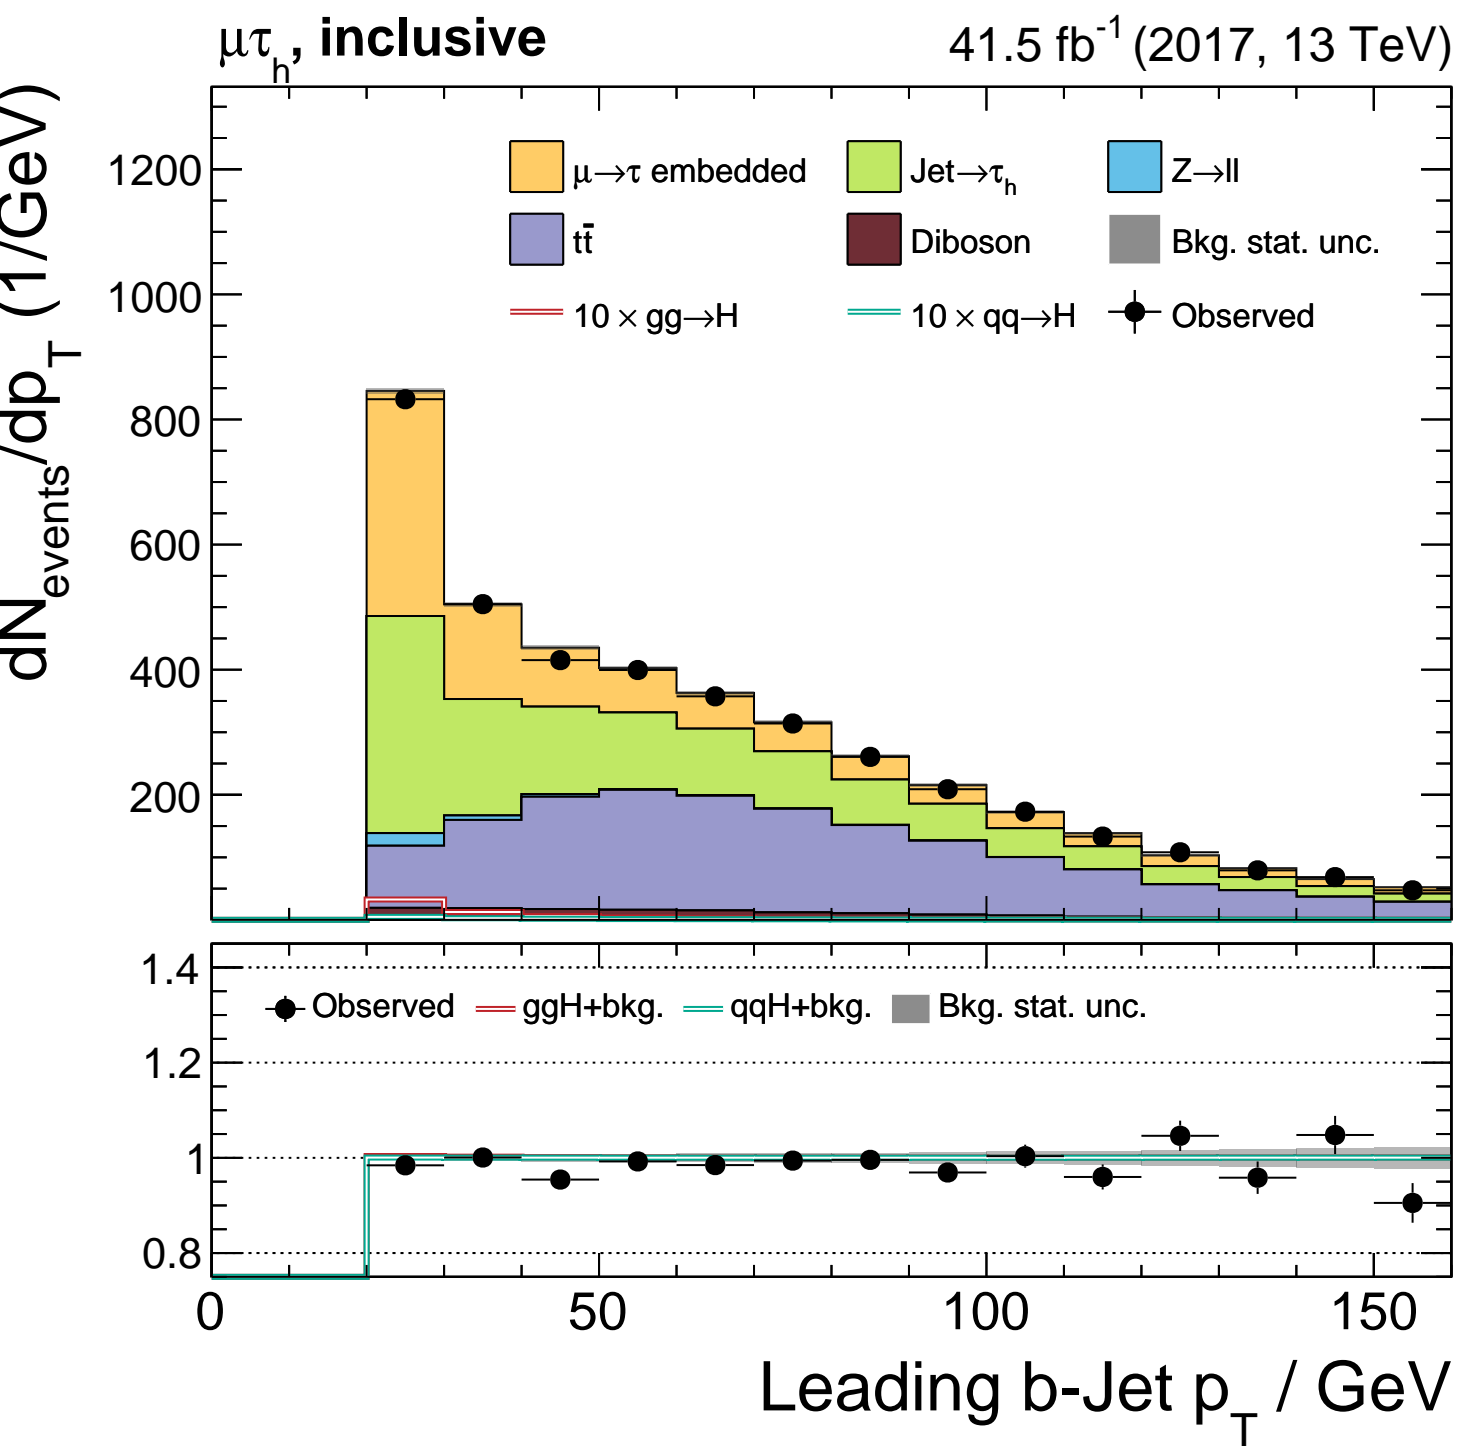 μτh, inclusive
41.5 fb-1 (2017, 13 TeV)
dNevents/dpT (1/GeV)
μ→τ embedded
Jet→τh
Z→ll
tt̄
Diboson
Bkg. stat. unc.
10 × gg→H
10 × qq→H
Observed
1200
1000
800
600
400
200
1.4
1.2
1
0.8
Observed
ggH+bkg.
qqH+bkg.
Bkg. stat. unc.
0
50
100
150
Leading b-Jet pT / GeV